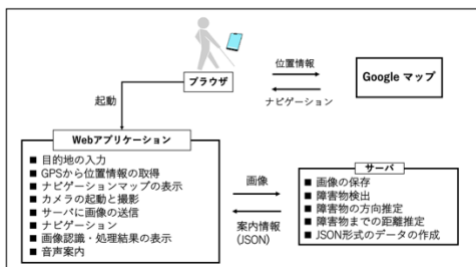 ブラウザ
位置情報
ナビゲーション
Google マップ
起動
Webアプリケーション
■ 目的地の入力
■ GPSから位置情報の取得
■ ナビゲーションマップの表示
■ カメラの起動と撮影
■ サーバに画像の送信
■ ナビゲーション
■ 画像認識・処理結果の表示
■ 音声案内
画像
案内情報
(JSON)
サーバ
■ 画像の保存
■ 障害物検出
■ 障害物の方向推定
■ 障害物までの距離推定
■ JSON形式のデータの作成